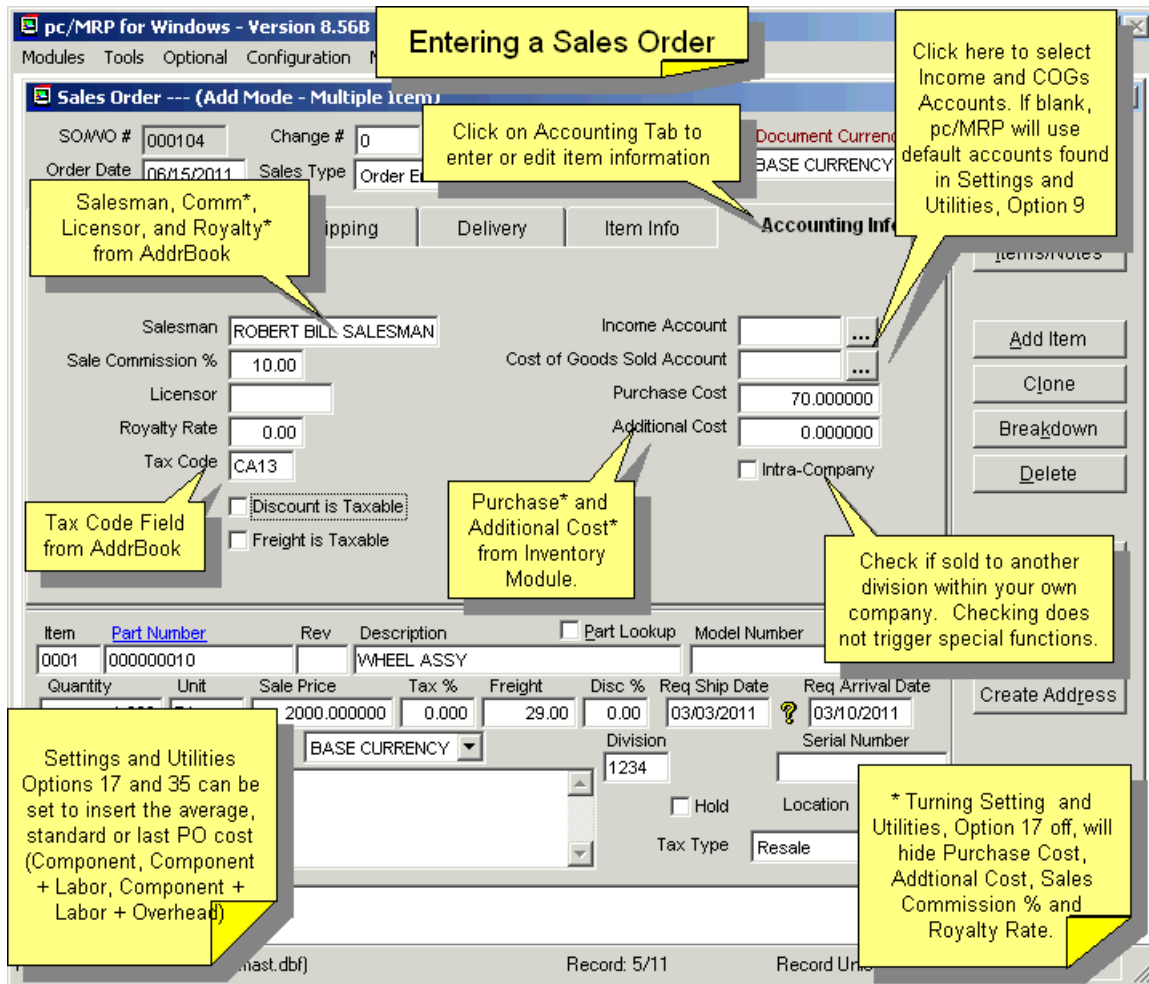 pc/MRP for Windows - Version 8.56B
Entering a Sales Order
Modules Tools Optional Configuration
Click here to select
Income and COGs
Accounts. If blank,
pc/MRP will use
default accounts found
in Settings and
Utilities, Option 9
Sales Order --- (Add Mode - Multiple Item)
SO/WO # 000104 Change # 0
Click on Accounting Tab to
enter or edit item information
Document Currency
BASE CURRENCY
Order Date 06/15/2011 Sales Type Order
Salesman, Comm*,
Licensor, and Royalty*
from AddrBook
Delivery Item Info Accounting
Items/Notes
Salesman ROBERT BILL SALESMAN
Sale Commission % 10.00
Licensor
Royalty Rate 0.00
Tax Code CA13
Discount is Taxable
Freight is Taxable
Income Account ...
Cost of Goods Sold Account ...
Purchase Cost 70.000000
Additional Cost 0.000000
Intra-Company
Add Item
Clone
Breakdown
Delete
Tax Code Field
from AddrBook
Purchase* and
Additional Cost*
from Inventory
Module.
Check if sold to another
division within your own
company. Checking does
not trigger special functions.
Item Part Number Rev Description Part Lookup Model Number
0001 000000010 WHEEL ASSY
Quantity Unit Sale Price Tax % Freight Disc % Req Ship Date Req Arrival Date
2000.000000 0.000 29.00 0.00 03/03/2011 ? 03/10/2011
Create Address
BASE CURRENCY Division Serial Number
1234
Hold Location
Tax Type Resale
Settings and Utilities
Options 17 and 35 can be
set to insert the average,
standard or last PO cost
(Component, Component
+ Labor, Component +
Labor + Overhead)
* Turning Setting and
Utilities, Option 17 off, will
hide Purchase Cost,
Addtional Cost, Sales
Commission % and
Royalty Rate.
mast.dbf) Record: 5/11 Record